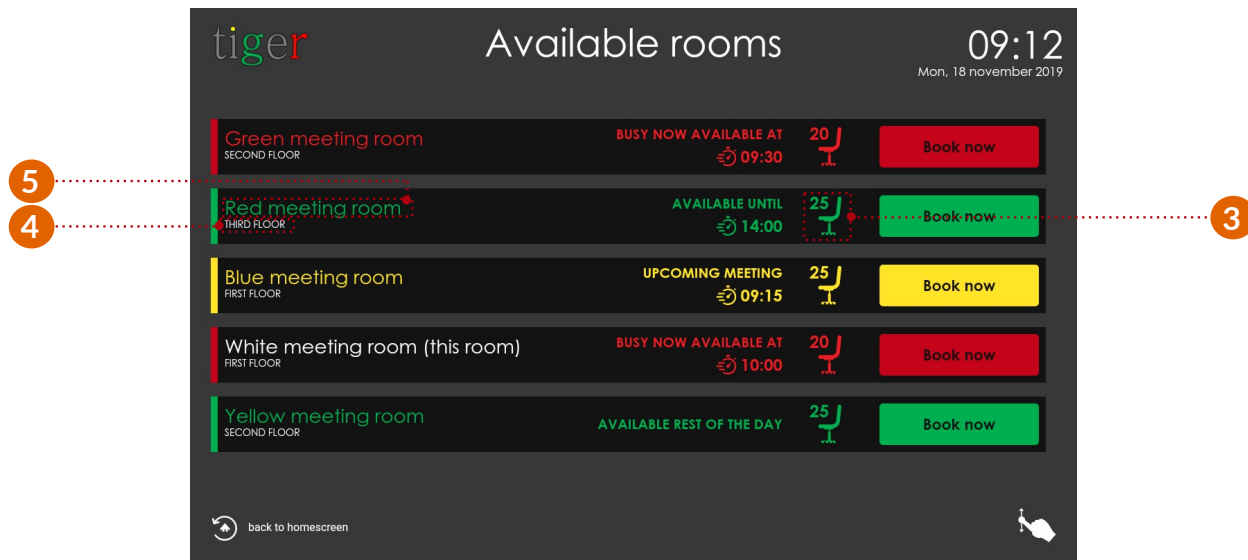 tiger
Available rooms
09:12
Mon, 18 november 2019
Green meeting room
SECOND FLOOR
BUSY NOW AVAILABLE AT
09:30
20
Book now
5
Red meeting room
4
THIRD FLOOR
AVAILABLE UNTIL
14:00
25
3
Book now
Blue meeting room
FIRST FLOOR
UPCOMING MEETING
09:15
25
Book now
White meeting room (this room)
FIRST FLOOR
BUSY NOW AVAILABLE AT
10:00
20
Book now
Yellow meeting room
SECOND FLOOR
AVAILABLE REST OF THE DAY
25
Book now
back to homescreen